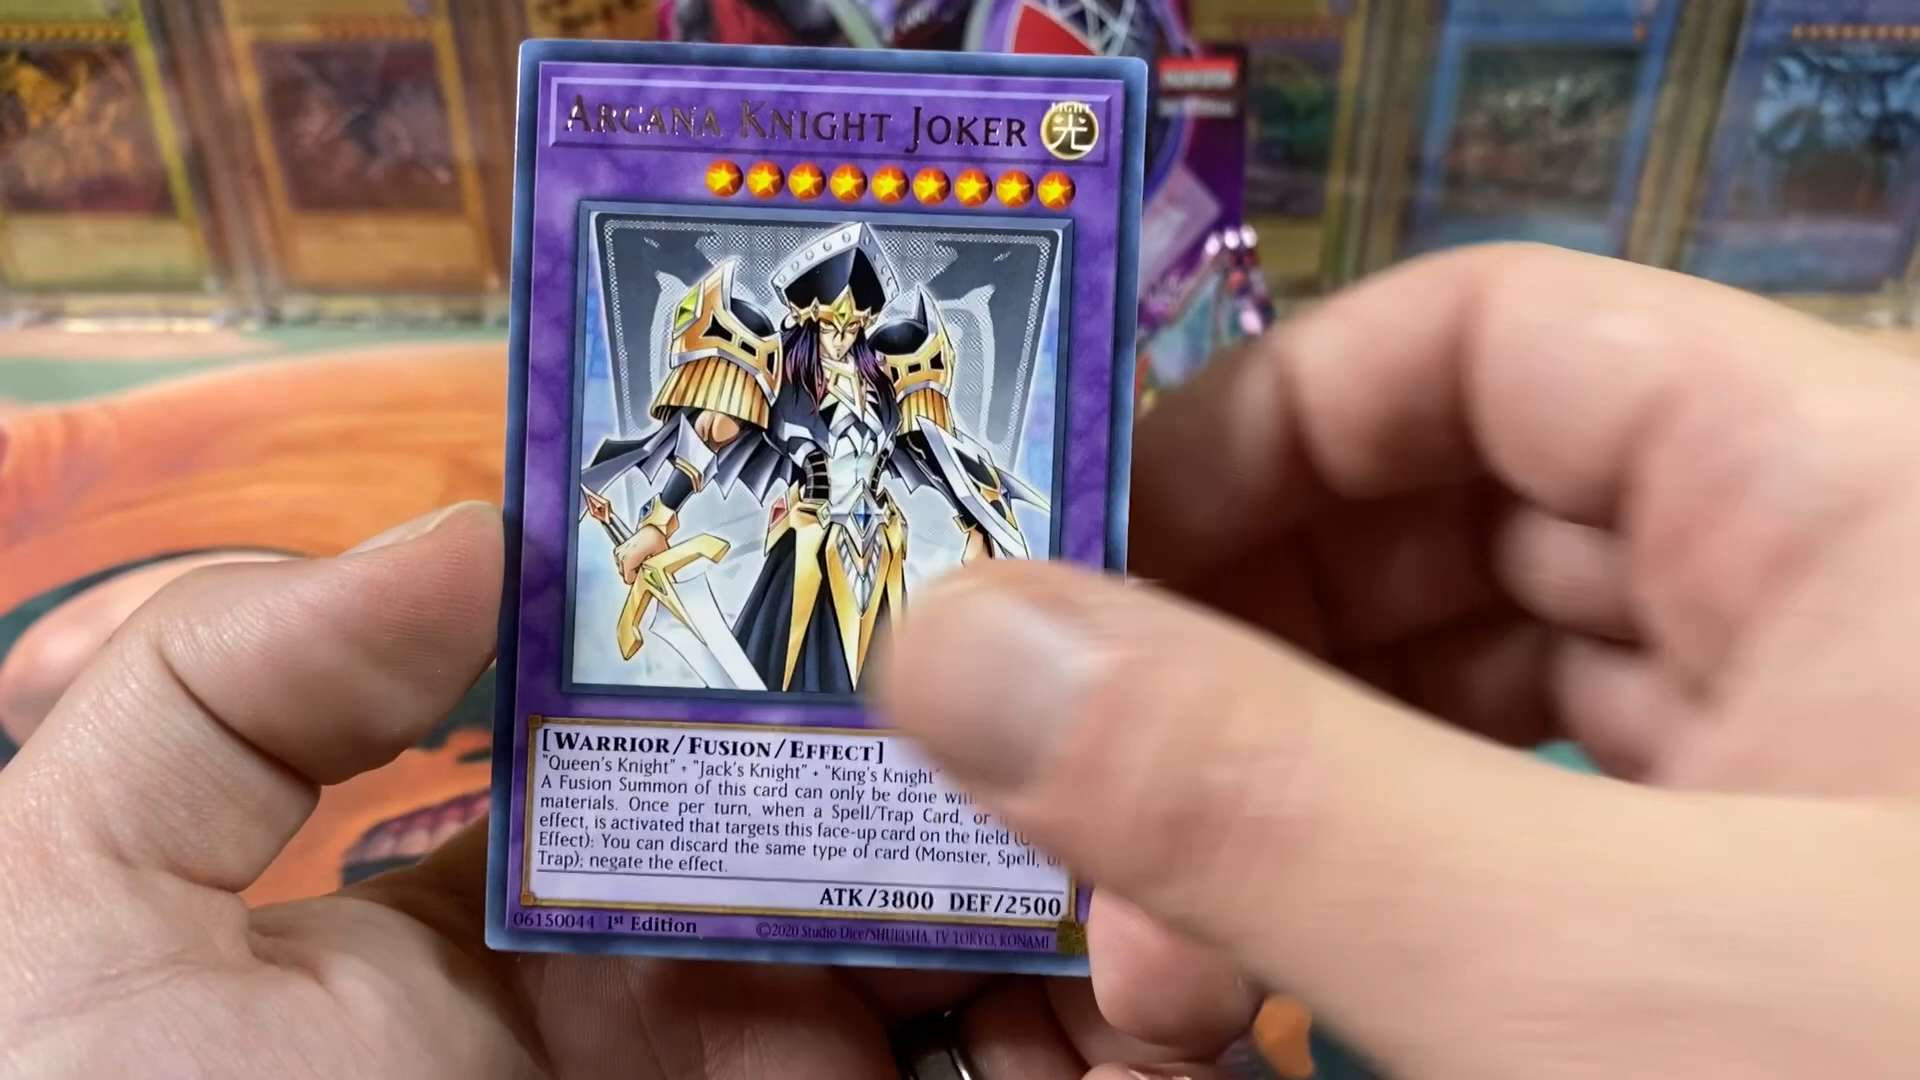 Arcana Knight Joker
LIGHT
光
[Warrior/Fusion/Effect]
"Queen's Knight" + "Jack's Knight" + "King's Knight"
A Fusion Summon of this card can only be done
materials. Once per turn, when a Spell/Trap Card, or
effect, is activated that targets this face-up card on the field
Effect): You can discard the same type of card (Monster, Spell, or
Trap); negate the effect.
ATK/3800 DEF/2500
06150044 1st Edition
©2020 Studio Dice/SHUEISHA, TV TOKYO, KONAMI